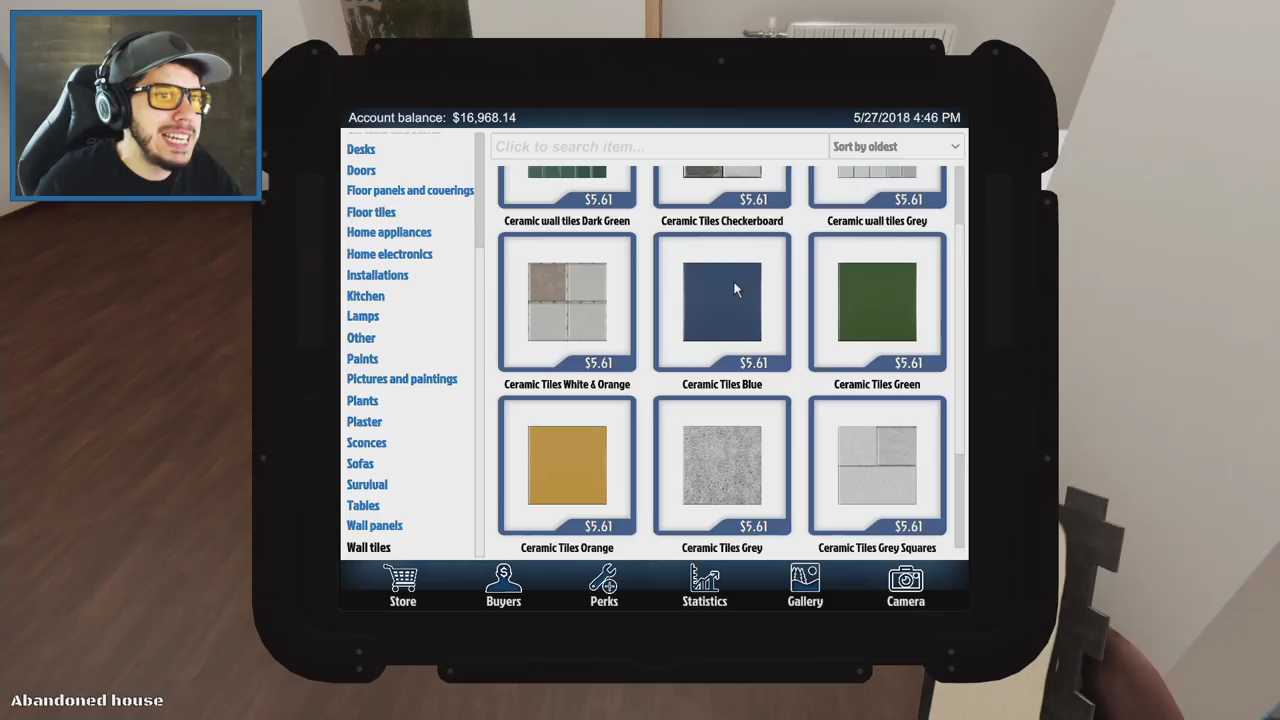 Account balance: $16,968.14
5/27/2018 4:46 PM
Click to search item...
Sort by oldest
Desks
Doors
Floor panels and coverings
Floor tiles
Home appliances
Home electronics
Installations
Kitchen
Lamps
Other
Paints
Pictures and paintings
Plants
Plaster
Sconces
Sofas
Survival
Tables
Wall panels
Wall tiles
$5.61
$5.61
$5.61
Ceramic wall tiles Dark Green
Ceramic Tiles Checkerboard
Ceramic wall tiles Grey
$5.61
$5.61
$5.61
Ceramic Tiles White & Orange
Ceramic Tiles Blue
Ceramic Tiles Green
$5.61
$5.61
$5.61
Ceramic Tiles Orange
Ceramic Tiles Grey
Ceramic Tiles Grey Squares
Store
Buyers
Perks
Statistics
Gallery
Camera
Abandoned house